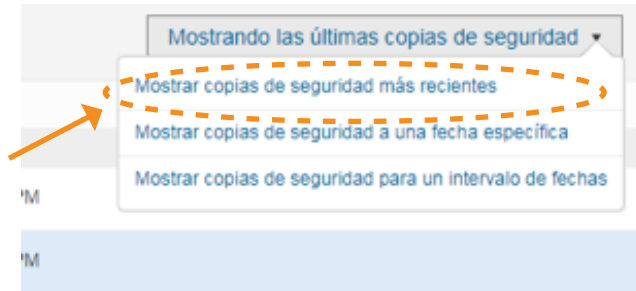 Mostrando las últimas copias de seguridad
Mostrar copias de seguridad más recientes
Mostrar copias de seguridad a una fecha específica
Mostrar copias de seguridad para un intervalo de fechas
PM
PM